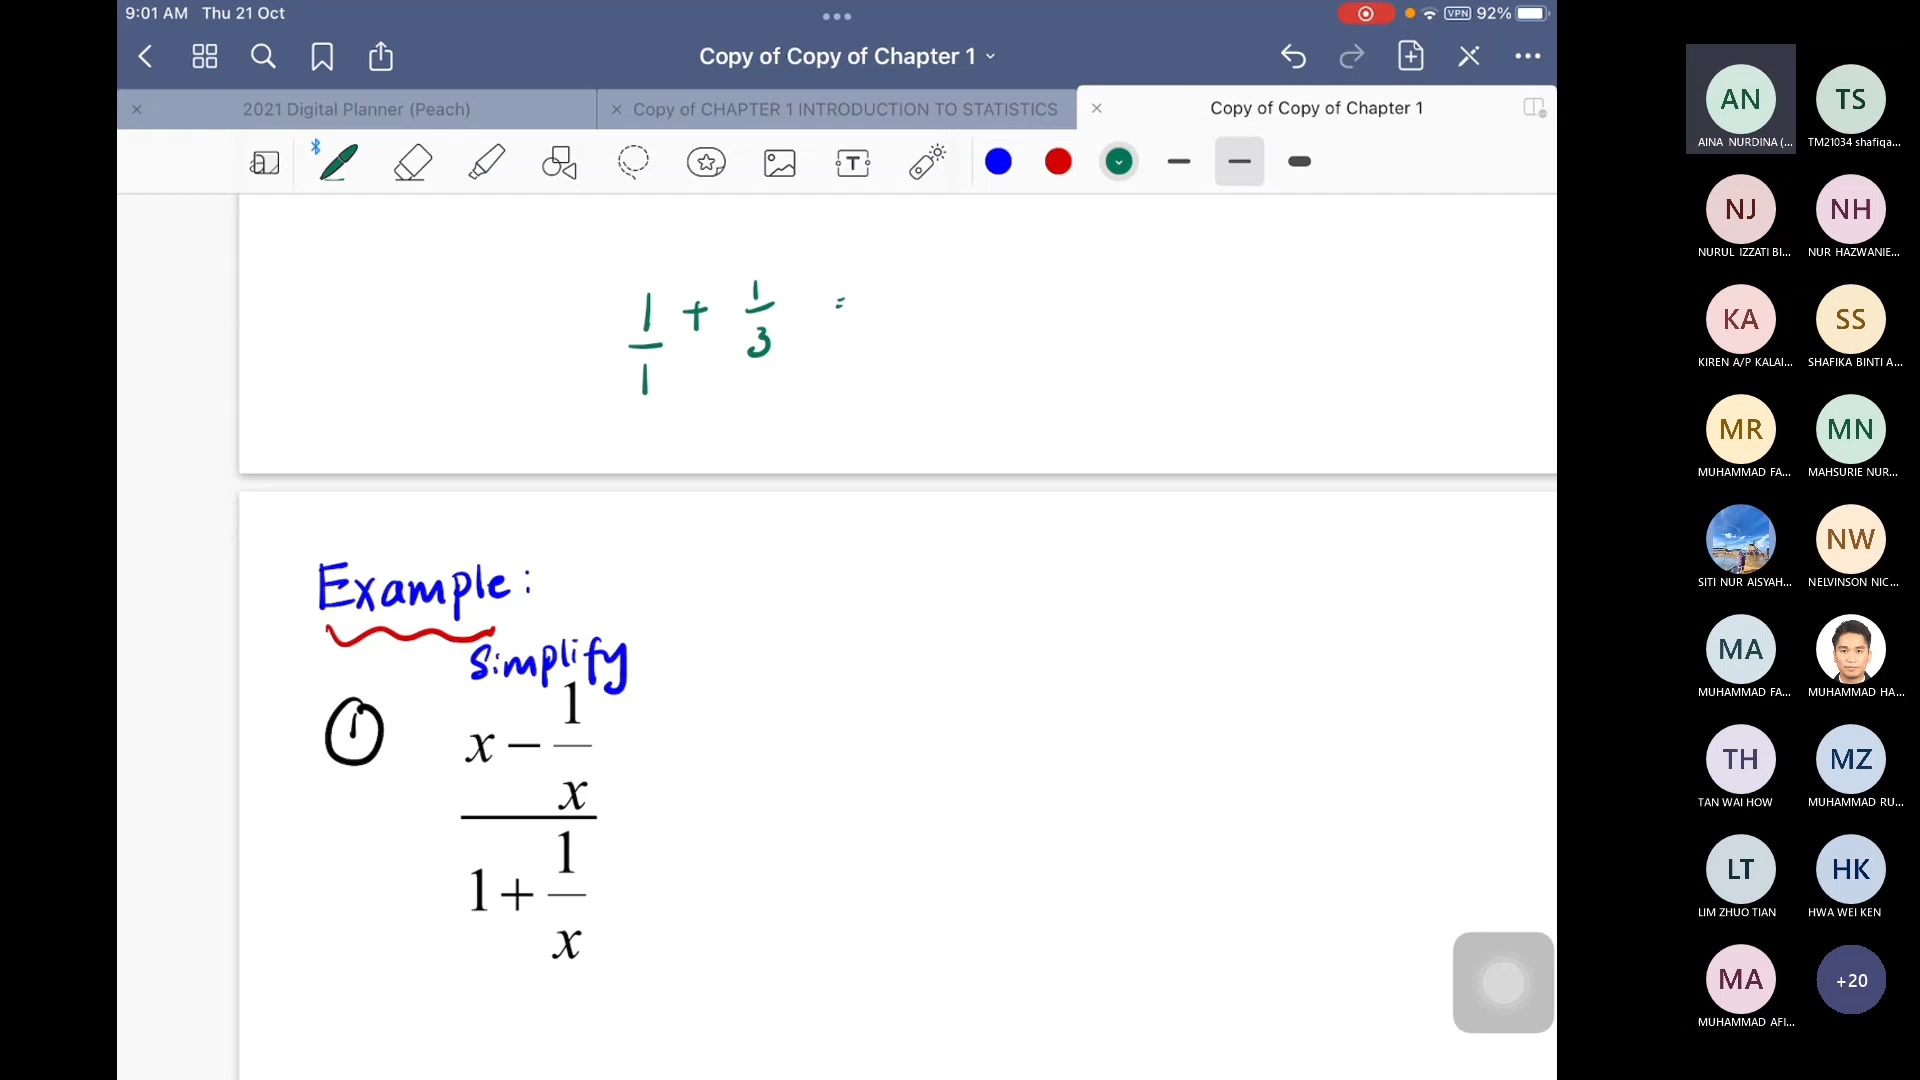 9:01 AM Thu 21 Oct
VPN 92%
Copy of Copy of Chapter 1
2021 Digital Planner (Peach)
Copy of CHAPTER 1 INTRODUCTION TO STATISTICS
Copy of Copy of Chapter 1
1/1 + 1/3 =
Example:
Simplify
① x − 1/x
1 + 1/x
AN
AINA NURDINA (...
TS
TM21034 shafiqa...
NJ
NURUL IZZATI BI...
NH
NUR HAZWANIE...
KA
KIREN A/P KALAI...
SS
SHAFIKA BINTI A...
MR
MUHAMMAD FA...
MN
MAHSURIE NUR...
SITI NUR AISYAH...
NW
NELVINSON NIC...
MA
MUHAMMAD FA...
MUHAMMAD HA...
TH
TAN WAI HOW
MZ
MUHAMMAD RU...
LT
LIM ZHUO TIAN
HK
HWA WEI KEN
MA
MUHAMMAD AFI...
+20